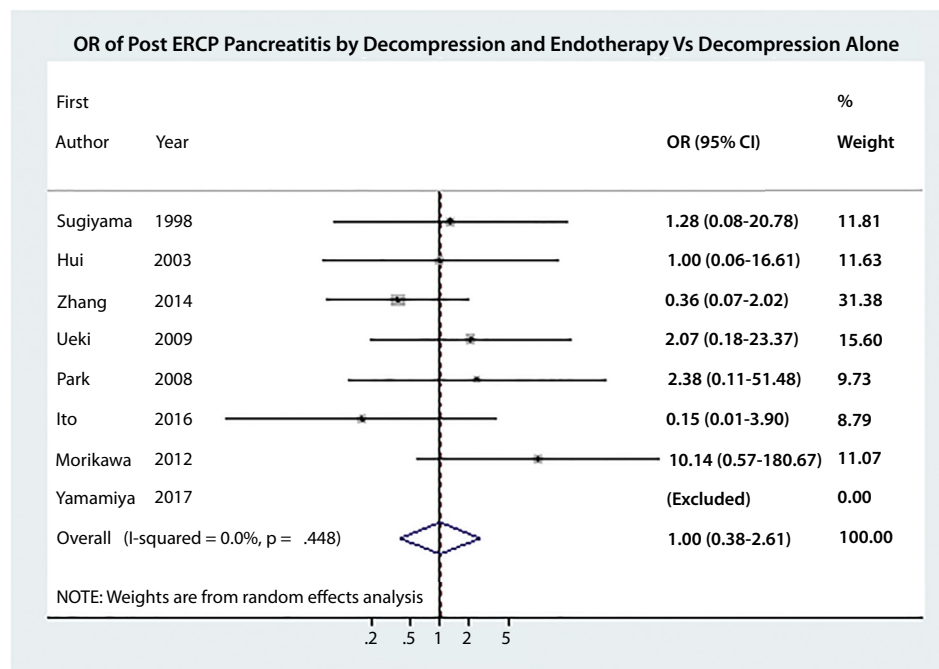 OR of Post ERCP Pancreatitis by Decompression and Endotherapy Vs Decompression Alone
First %
Author Year OR (95% CI) Weight
Sugiyama 1998 1.28 (0.08-20.78) 11.81
Hui 2003 1.00 (0.06-16.61) 11.63
Zhang 2014 0.36 (0.07-2.02) 31.38
Ueki 2009 2.07 (0.18-23.37) 15.60
Park 2008 2.38 (0.11-51.48) 9.73
Ito 2016 0.15 (0.01-3.90) 8.79
Morikawa 2012 10.14 (0.57-180.67) 11.07
Yamamiya 2017 (Excluded) 0.00
Overall (I-squared = 0.0%, p = .448) 1.00 (0.38-2.61) 100.00
NOTE: Weights are from random effects analysis
.2 .5 1 2 5